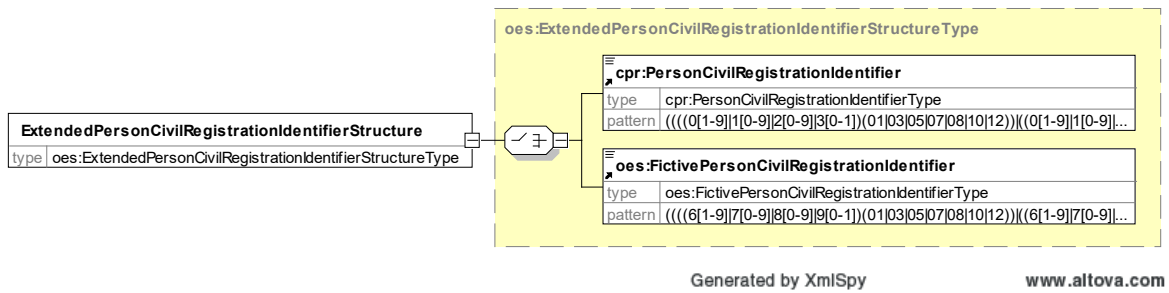 oes:ExtendedPersonCivilRegistrationIdentifierStructureType
cpr:PersonCivilRegistrationIdentifier
type cpr:PersonCivilRegistrationIdentifierType
pattern ((((0[1-9]|1[0-9]|2[0-9]|3[0-1])(01|03|05|07|08|10|12))|((0[1-9]|1[0-9]|...
ExtendedPersonCivilRegistrationIdentifierStructure
type oes:ExtendedPersonCivilRegistrationIdentifierStructureType
oes:FictivePersonCivilRegistrationIdentifier
type oes:FictivePersonCivilRegistrationIdentifierType
pattern ((((6[1-9]|7[0-9]|8[0-9]|9[0-1])(01|03|05|07|08|10|12))|((6[1-9]|7[0-9]|...
Generated by XmlSpy www.altova.com